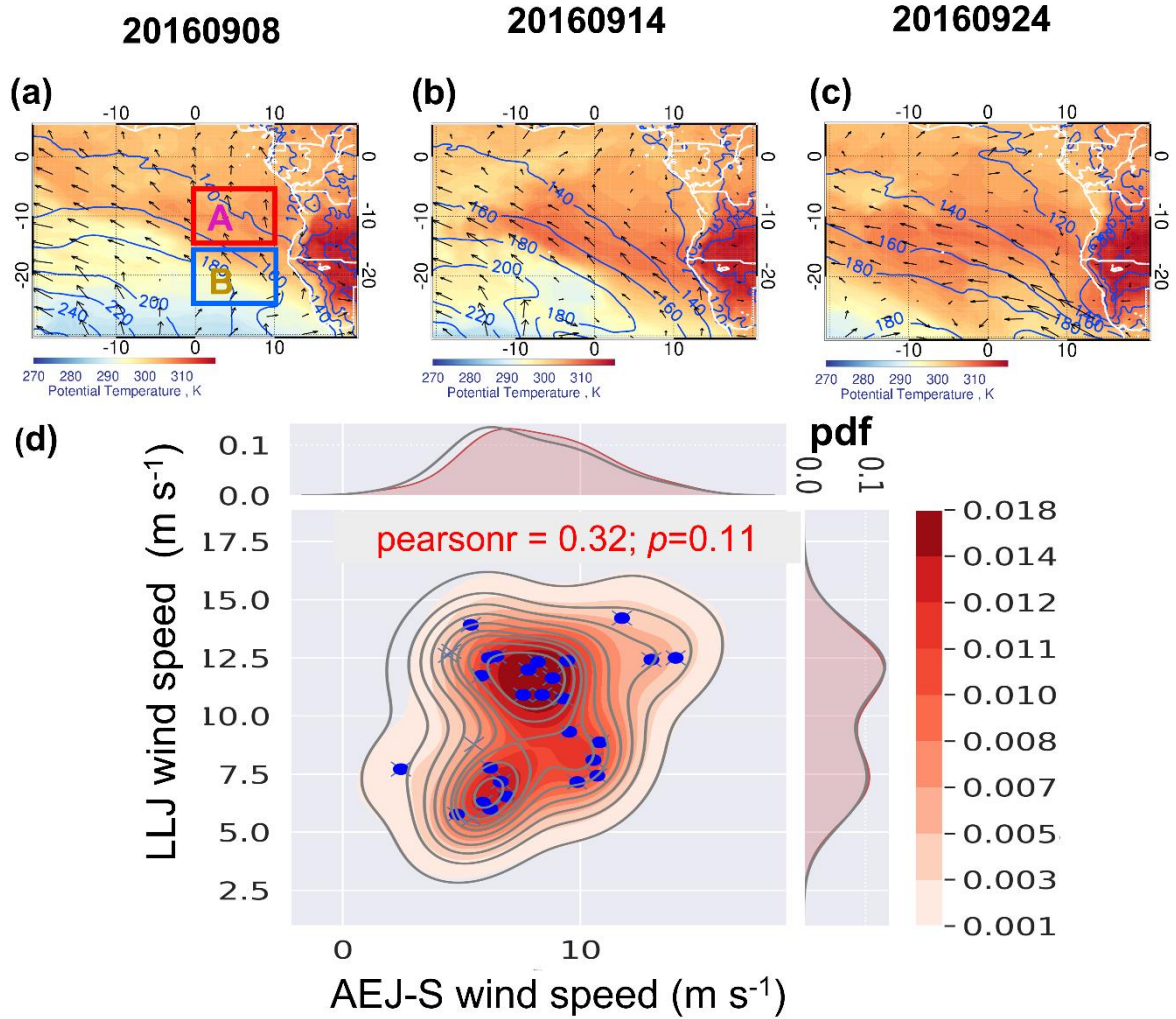 20160908
20160914
20160924
(a)
(b)
(c)
-10 0 10
-10 0 10
-10 0 10
0
-10
-20
0
-10
-20
0
-10
-20
140
120
A
160
180
B
200
220
240
140
140
160
180
200
220
180
160
140
120
140
160
180
180
180
160
-10 0 10
-10 0 10
-10 0 10
270 280 290 300 310
Potential Temperature , K
270 280 290 300 310
Potential Temperature , K
270 280 290 300 310
Potential Temperature , K
(d)
pdf
0.1
0.0
0.0
0.1
pearsonr = 0.32; p=0.11
LLJ wind speed (m s⁻¹)
17.5
15.0
12.5
10.0
7.5
5.0
2.5
0.018
0.014
0.012
0.011
0.010
0.008
0.007
0.005
0.003
0.001
0 10
AEJ-S wind speed (m s⁻¹)